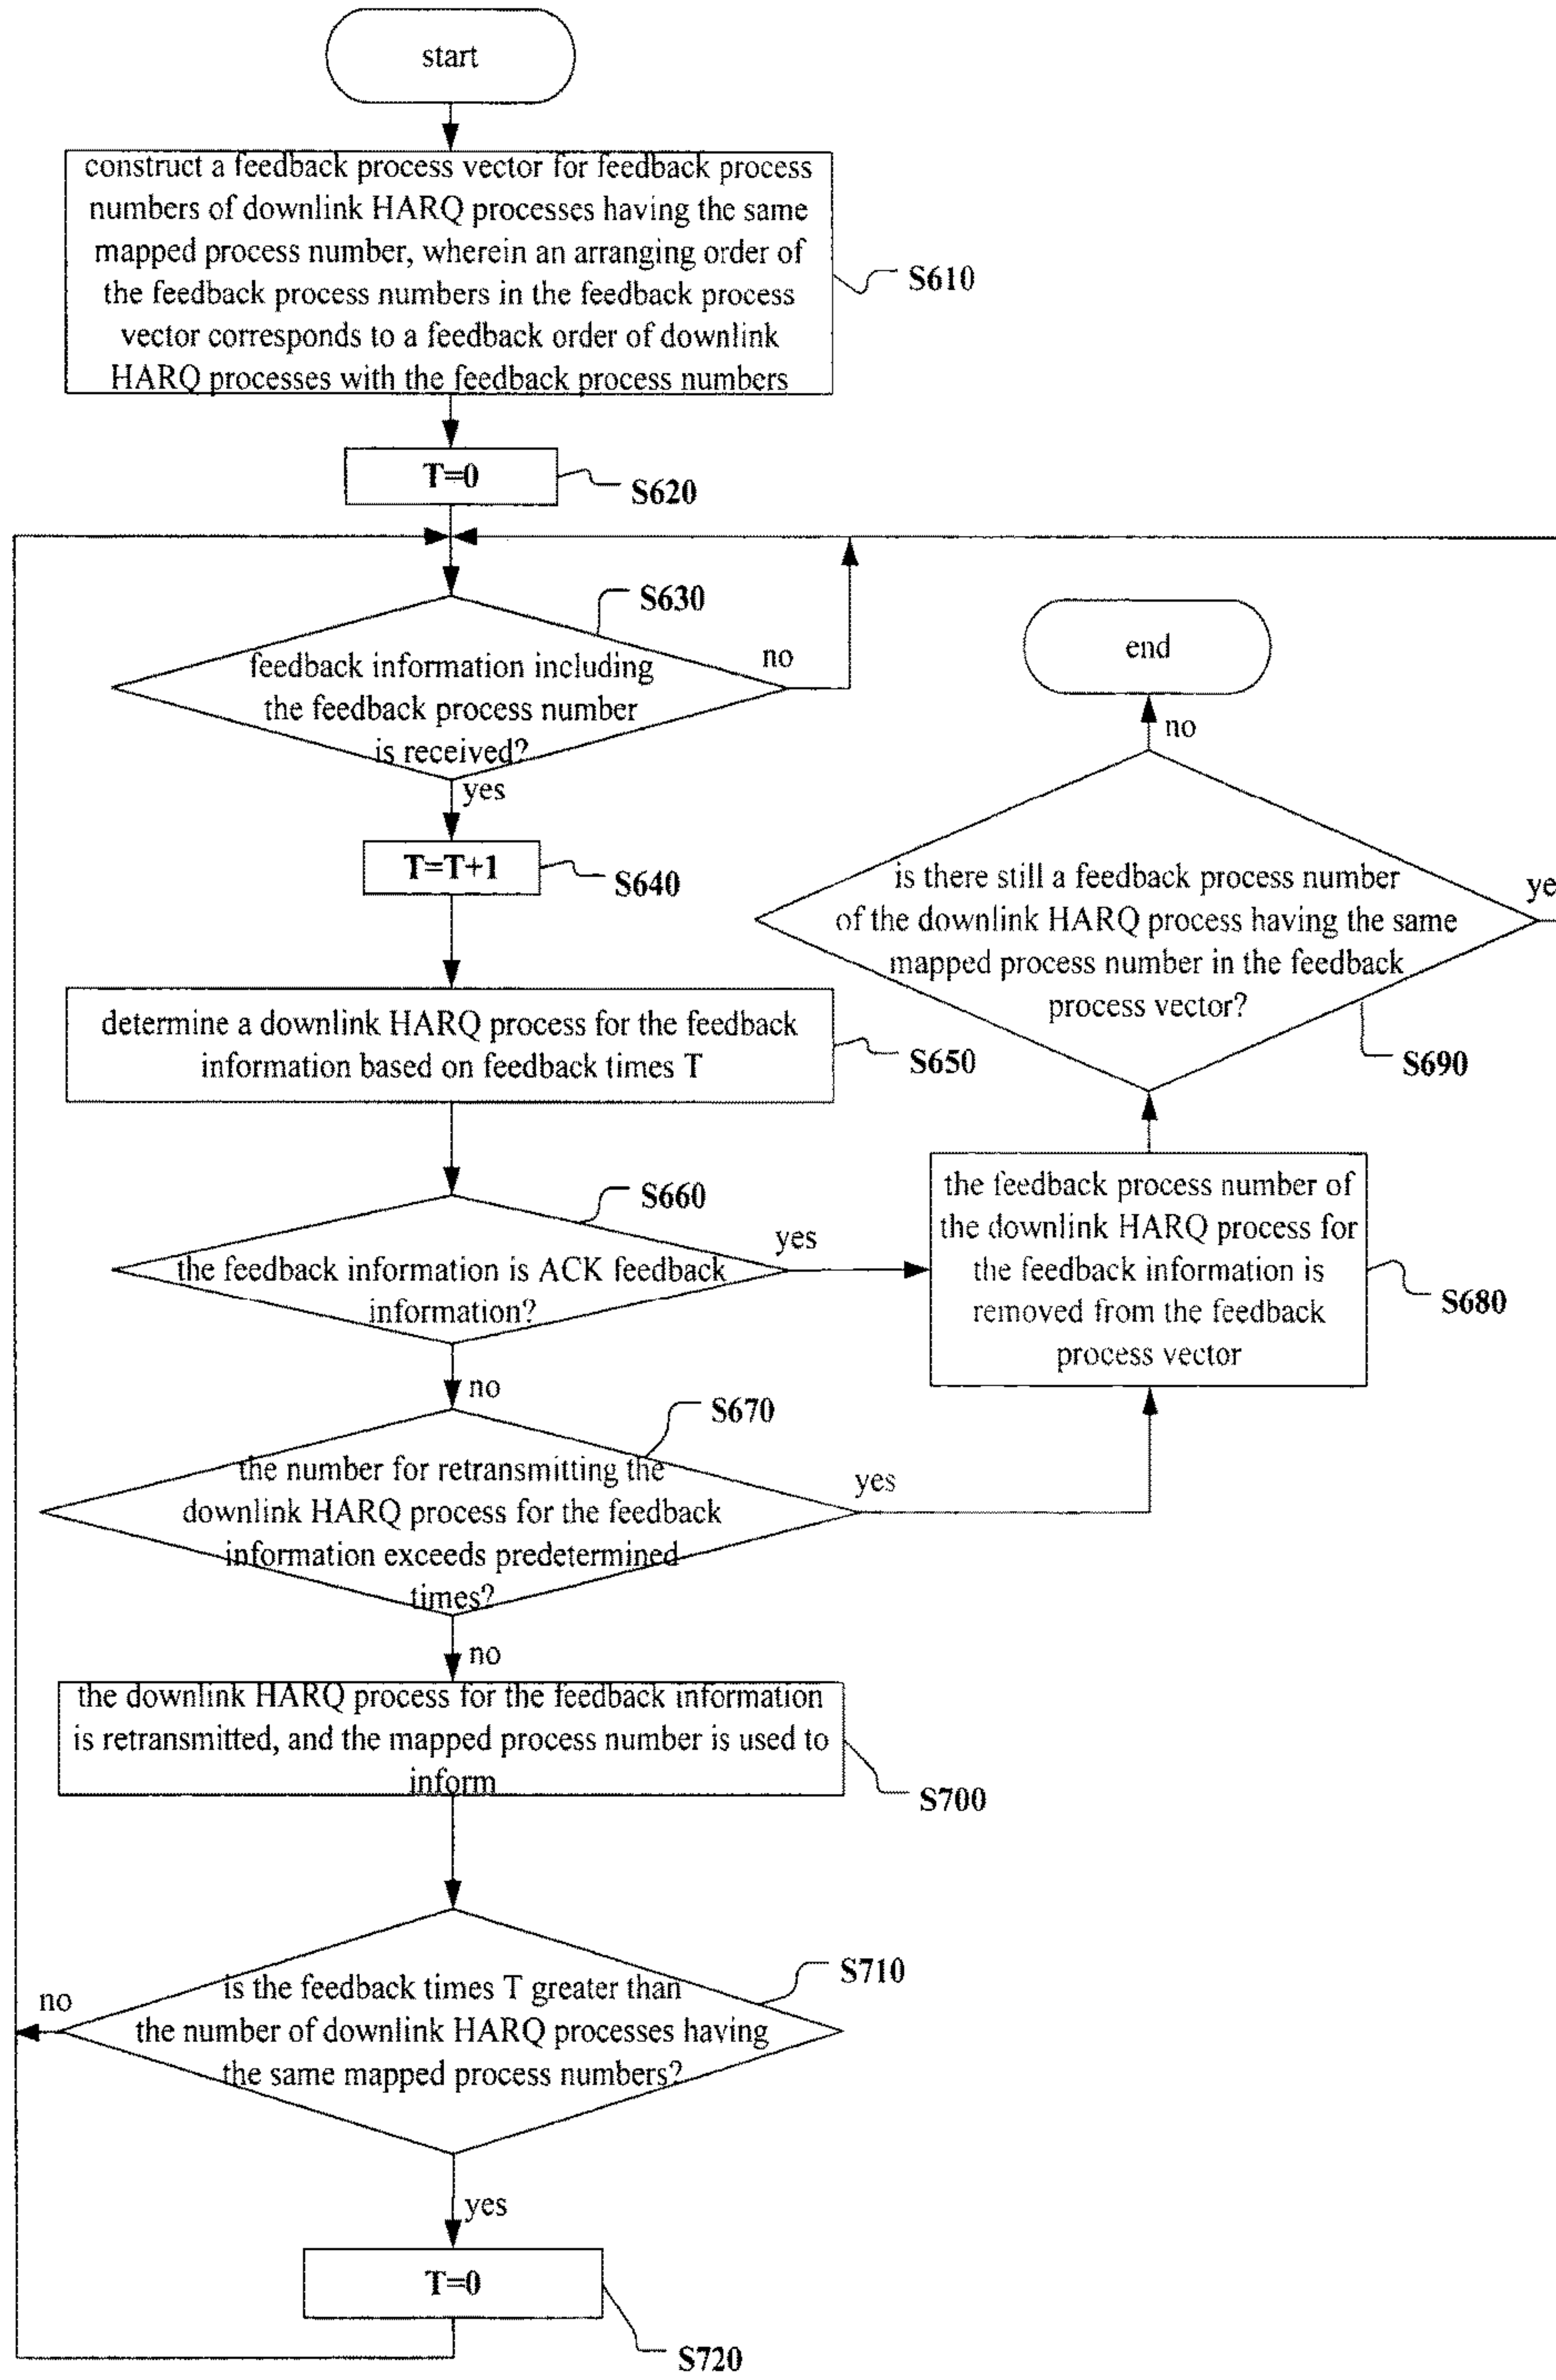 start
construct a feedback process vector for feedback process
numbers of downlink HARQ processes having the same
mapped process number, wherein an arranging order of
the feedback process numbers in the feedback process
vector corresponds to a feedback order of downlink
HARQ processes with the feedback process numbers
S610
T=0
S620
S630
feedback information including
the feedback process number
is received?
no
yes
end
no
T=T+1
S640
is there still a feedback process number
of the downlink HARQ process having the same
mapped process number in the feedback
process vector?
ye
S690
determine a downlink HARQ process for the feedback
information based on feedback times T
S650
S660
the feedback information is ACK feedback
information?
yes
no
the feedback process number of
the downlink HARQ process for
the feedback information is
removed from the feedback
process vector
S680
S670
the number for retransmitting the
downlink HARQ process for the feedback
information exceeds predetermined
times?
yes
no
the downlink HARQ process for the feedback information
is retransmitted, and the mapped process number is used to
inform
S700
S710
is the feedback times T greater than
the number of downlink HARQ processes having
the same mapped process numbers?
no
yes
T=0
S720